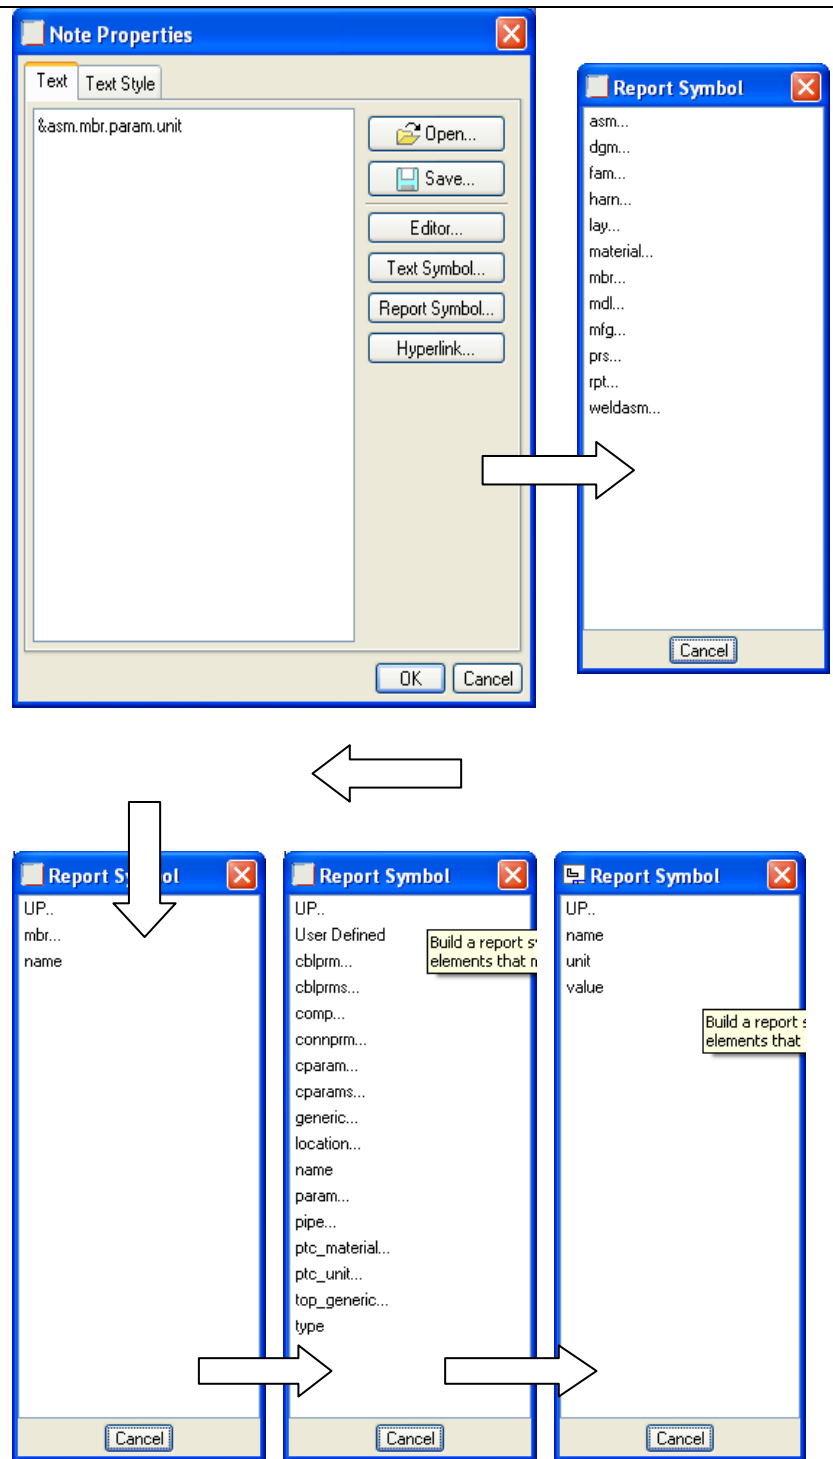 Note Properties
Text
Text Style
&asm.mbr.param.unit
Open...
Save...
Editor...
Text Symbol...
Report Symbol...
Hyperlink...
OK
Cancel
Report Symbol
asm...
dgm...
fam...
harn...
lay...
material...
mbr...
mdl...
mfg...
prs...
rpt...
weldasm...
Cancel
Report Sy ol
UP..
mbr...
name
Cancel
Report Symbol
UP..
User Defined
cblprm...
cblprms...
comp...
connprm...
cparam...
cparams...
generic...
location...
name
param...
pipe...
ptc_material...
ptc_unit...
top_generic...
type
Build a report
elements that
Cancel
Report Symbol
UP..
name
unit
value
Build a report
elements that
Cancel